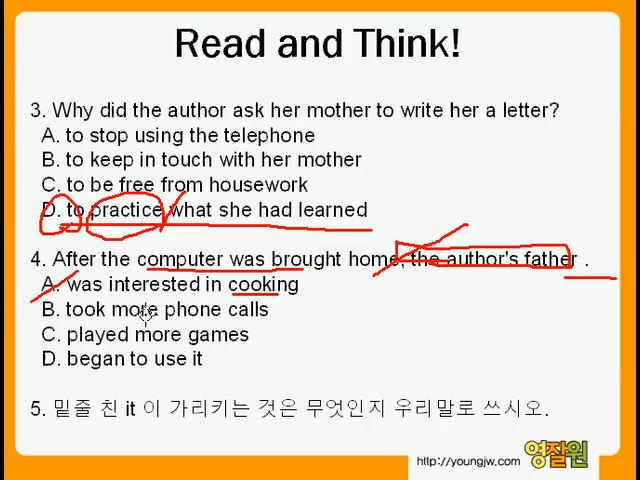 Read and Think!
3. Why did the author ask her mother to write her a letter?
A. to stop using the telephone
B. to keep in touch with her mother
C. to be free from housework
D. to practice what she had learned
4. After the computer was brought home, the author's father .
A. was interested in cooking
B. took more phone calls
C. played more games
D. began to use it
5. 밑줄 친 it 이 가리키는 것은 무엇인지 우리말로 쓰시오.
http://youngjw.com
영잘원